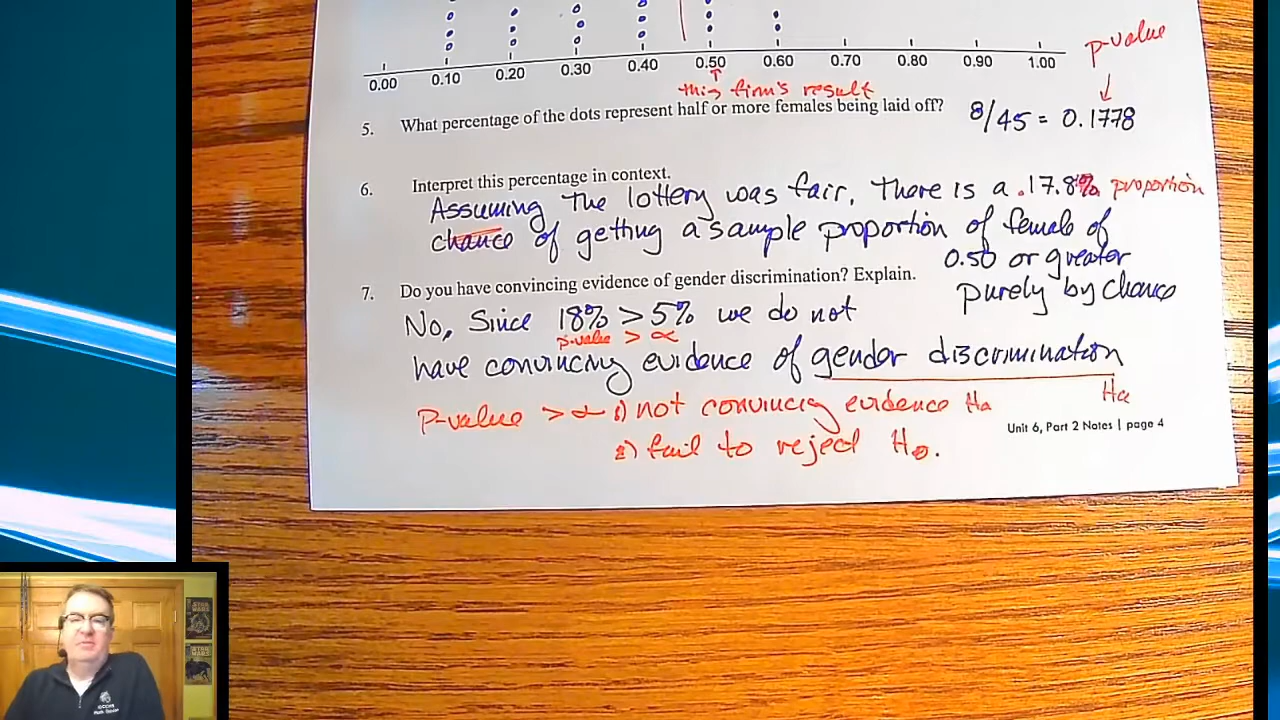 p-value
0.00 0.10 0.20 0.30 0.40 0.50 0.60 0.70 0.80 0.90 1.00
this firm's result
5. What percentage of the dots represent half or more females being laid off? 8/45 = 0.1778
6. Interpret this percentage in context.
Assuming the lottery was fair, There is a .17.8% proportion
chance of getting a sample proportion of female of
0.50 or greater
purely by chance
7. Do you have convincing evidence of gender discrimination? Explain.
No, Since 18% > 5% we do not
p-value > α
have convincing evidence of gender discrimination
Ha
P-value > α 1) not convincing evidence Ha
2) fail to reject H0.
Unit 6, Part 2 Notes | page 4
STAR WARS
STAR WARS